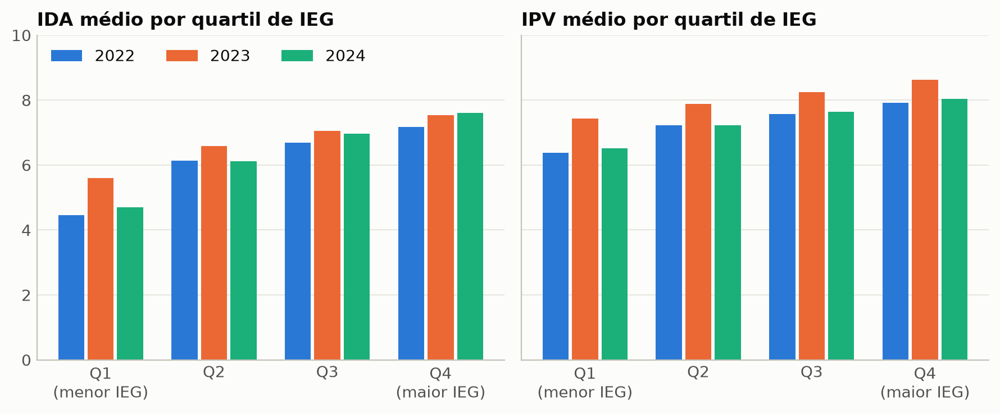 IDA médio por quartil de IEG
10
8
6
4
2
0
2022 2023 2024
Q1 Q2 Q3 Q4
(menor IEG) (maior IEG)
IPV médio por quartil de IEG
Q1 Q2 Q3 Q4
(menor IEG) (maior IEG)